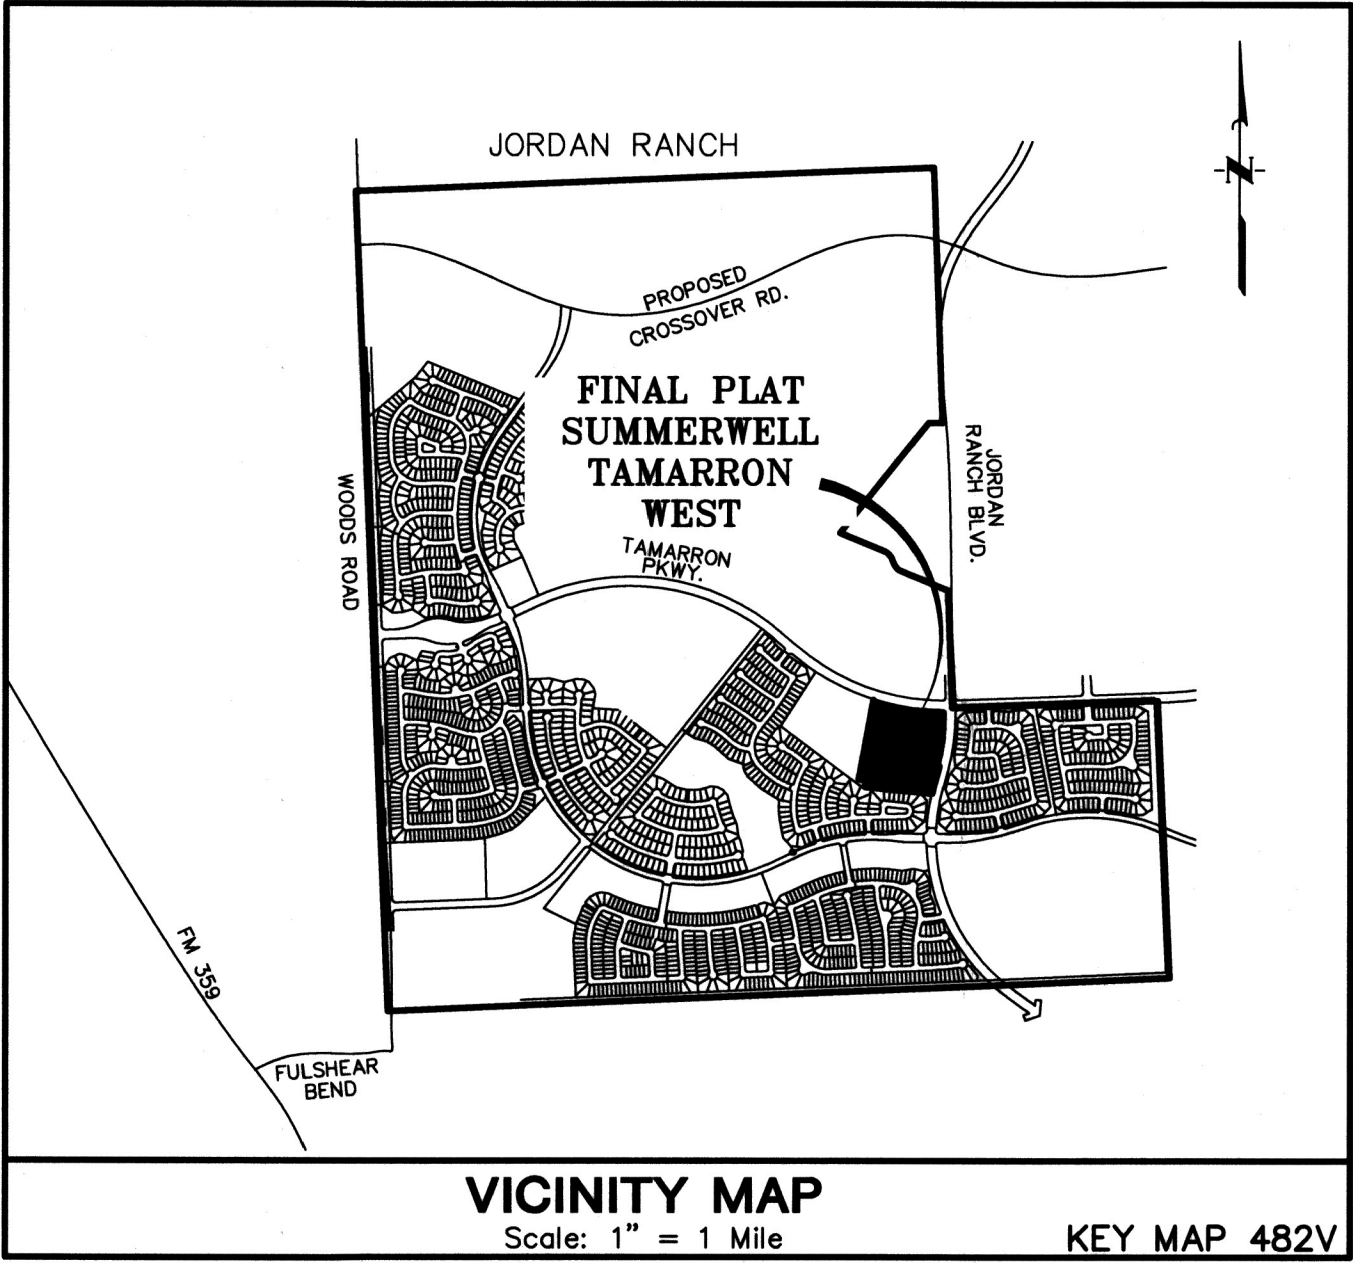 JORDAN RANCH
N
PROPOSED
CROSSOVER RD.
FINAL PLAT
SUMMERWELL
TAMARRON
WEST
TAMARRON
PKWY.
JORDAN
RANCH BLVD.
WOODS ROAD
FM 359
FULSHEAR
BEND
VICINITY MAP
Scale: 1" = 1 Mile
KEY MAP 482V